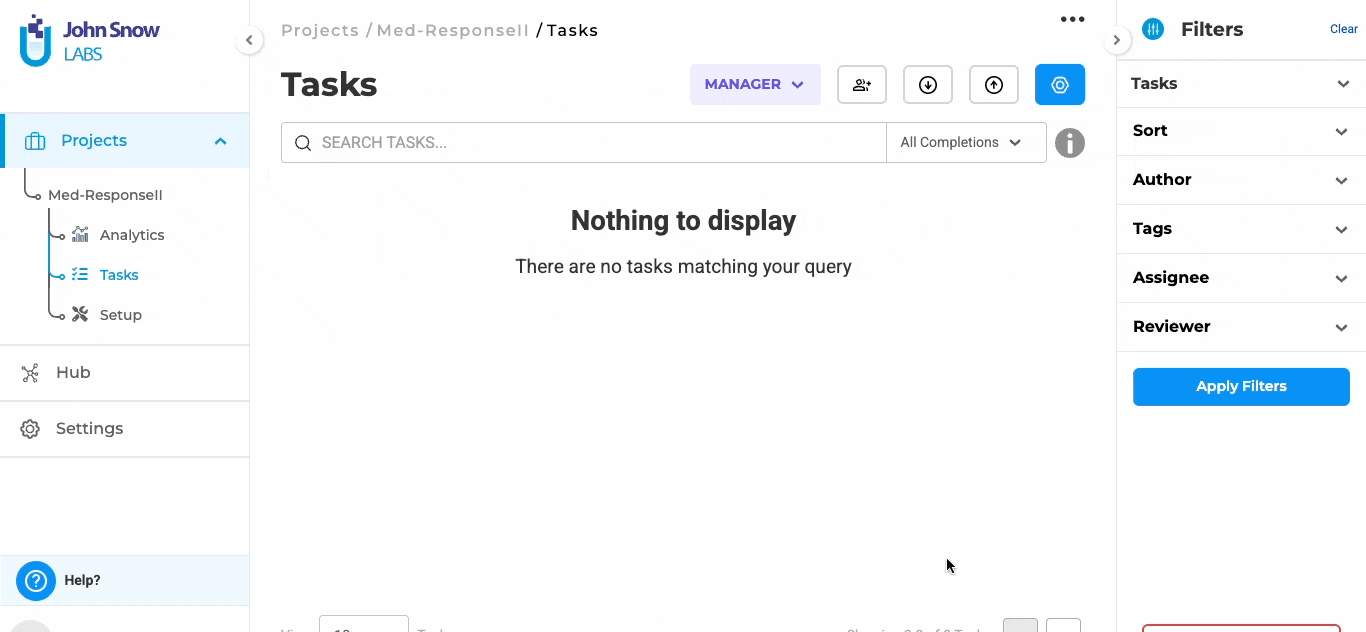 John Snow
LABS
Projects
Med-ResponseII
Analytics
Tasks
Setup
Hub
Settings
Help?
Projects / Med-ResponseII / Tasks
Tasks
MANAGER
SEARCH TASKS...
All Completions
Nothing to display
There are no tasks matching your query
Filters
Clear
Tasks
Sort
Author
Tags
Assignee
Reviewer
Apply Filters